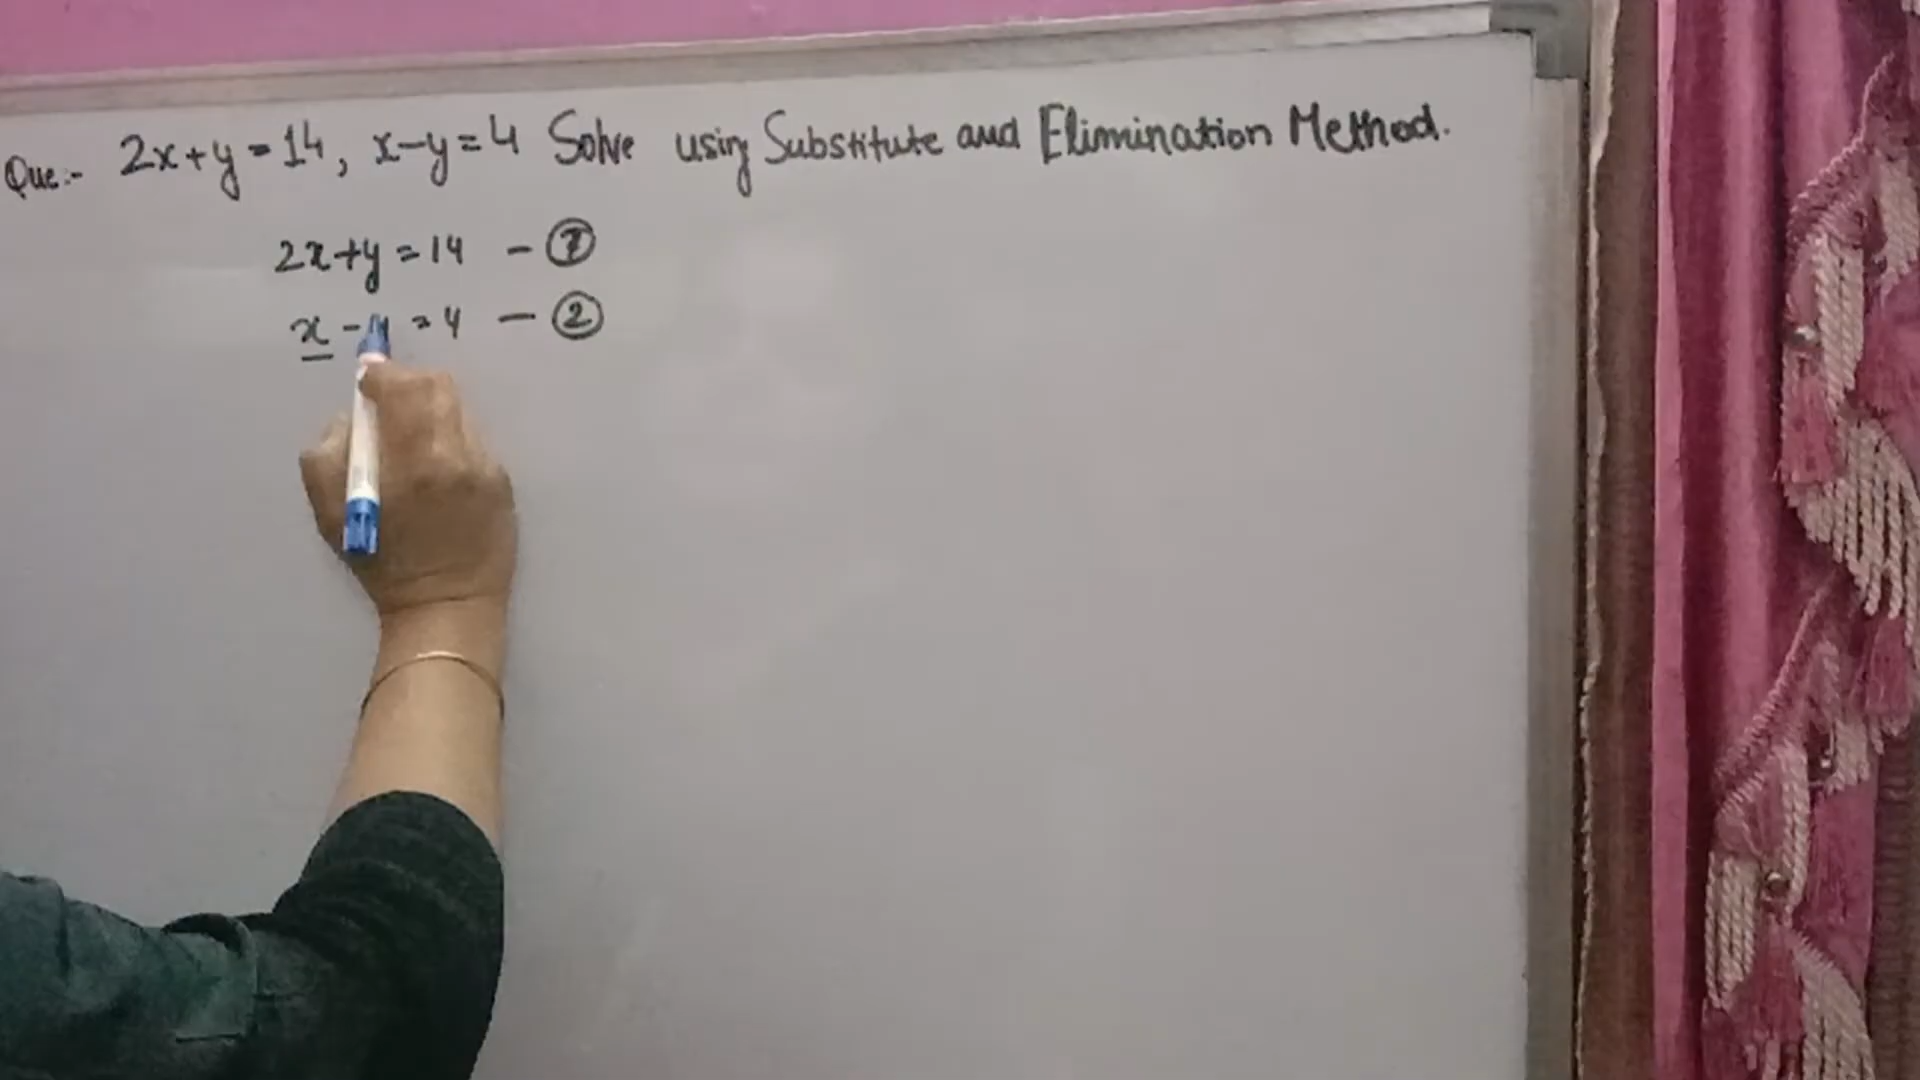 Que:- 2x+y=14, x-y=4 Solve using Substitute and Elimination Method.
2x+y=14 - ①
x-y=4 - ②